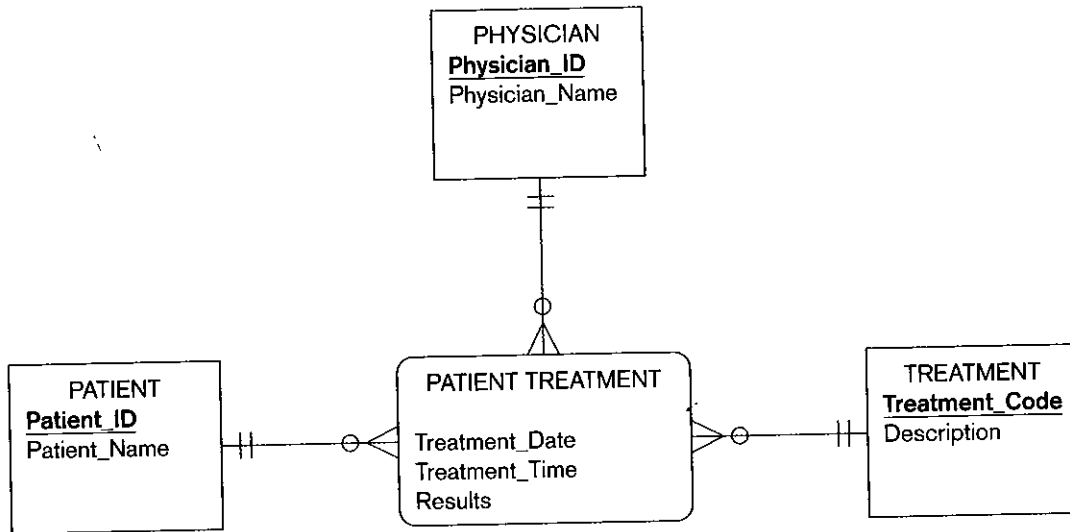 PHYSICIAN
Physician_ID
Physician_Name
PATIENT
Patient_ID
Patient_Name
PATIENT TREATMENT
Treatment_Date
Treatment_Time
Results
TREATMENT
Treatment_Code
Description